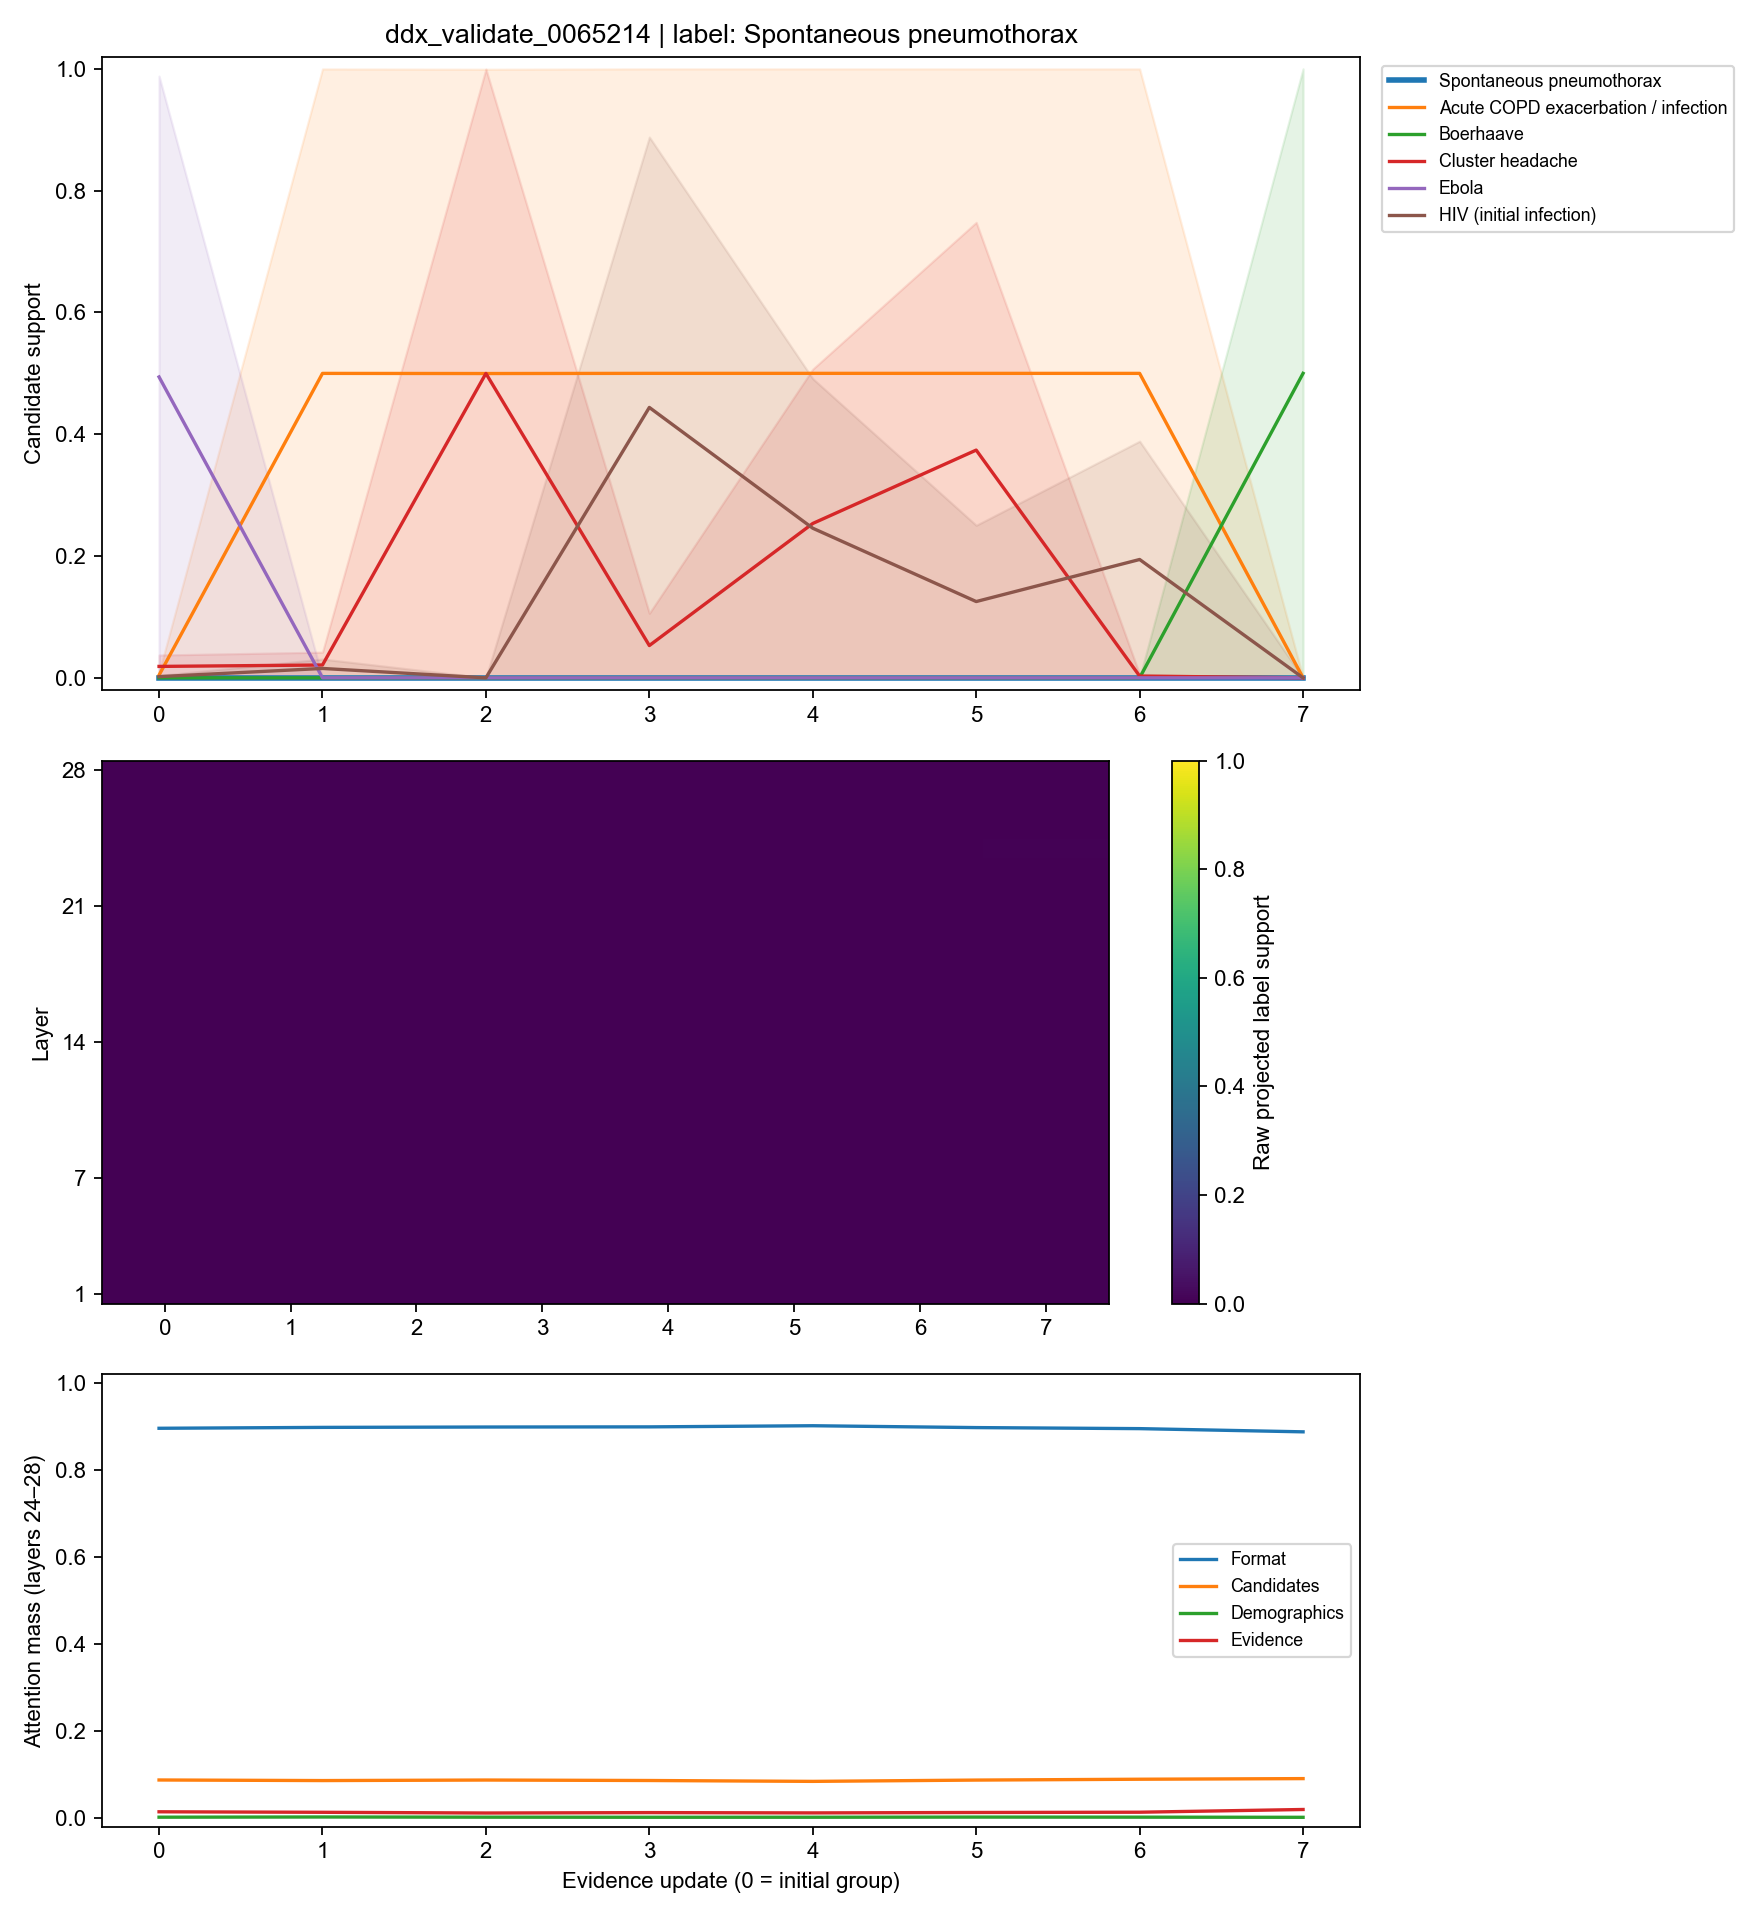 ddx_validate_0065214 | label: Spontaneous pneumothorax
Candidate support
1.0
0.8
0.6
0.4
0.2
0.0
0 1 2 3 4 5 6 7
Spontaneous pneumothorax
Acute COPD exacerbation / infection
Boerhaave
Cluster headache
Ebola
HIV (initial infection)
Layer
28
21
14
7
1
0 1 2 3 4 5 6 7
1.0
0.8
0.6
0.4
0.2
0.0
Raw projected label support
Attention mass (layers 24–28)
1.0
0.8
0.6
0.4
0.2
0.0
Format
Candidates
Demographics
Evidence
0 1 2 3 4 5 6 7
Evidence update (0 = initial group)